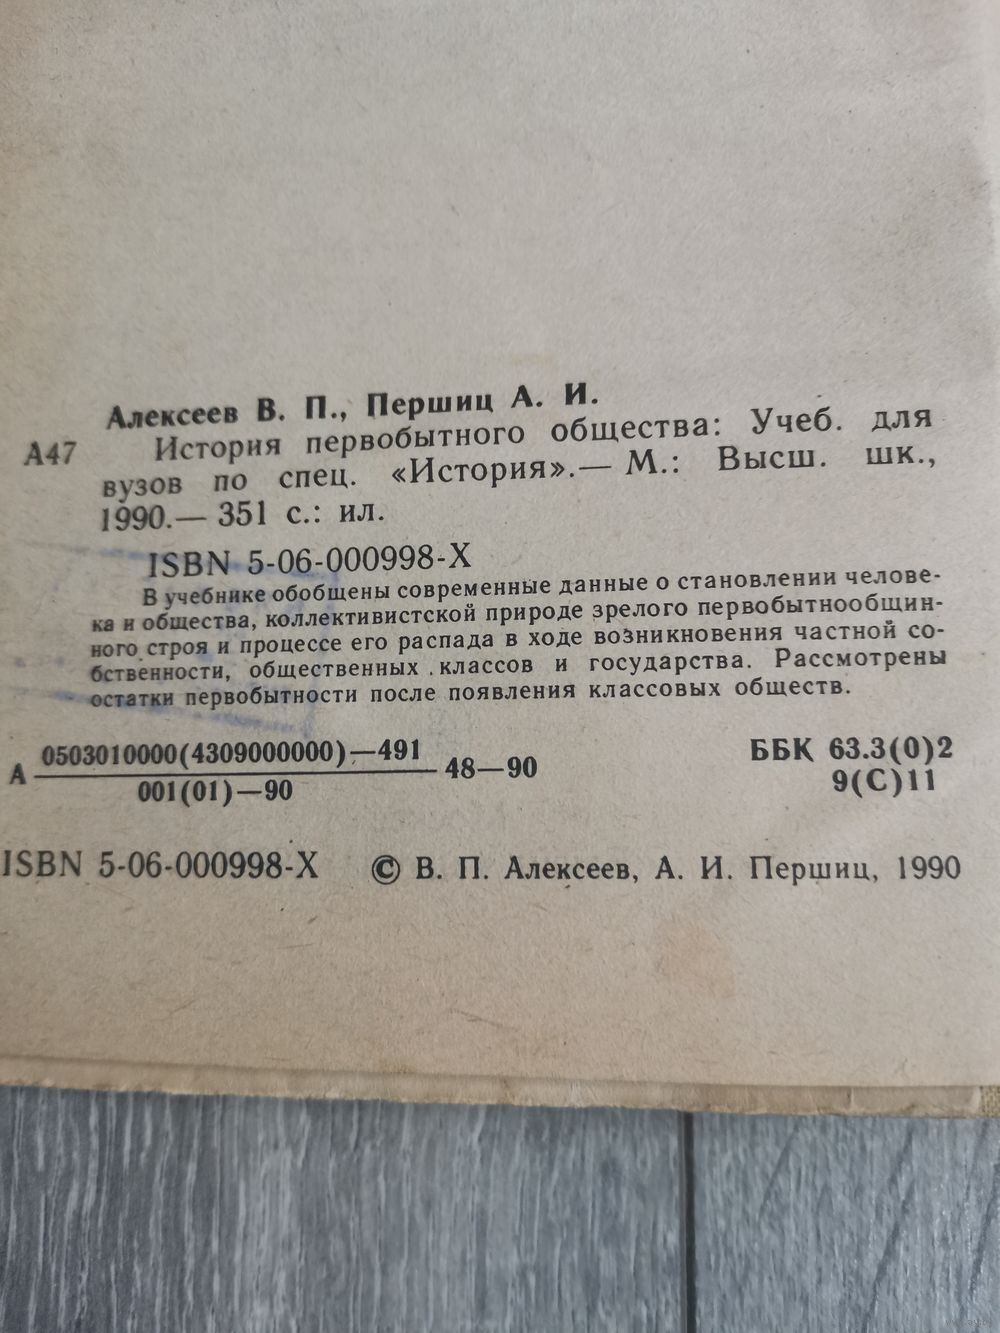 Алексеев В. П., Першиц А. И.
А47 История первобытного общества: Учеб. для
вузов по спец. «История».— М.: Высш. шк.,
1990.— 351 с.: ил.
ISBN 5-06-000998-X
В учебнике обобщены современные данные о становлении челове-
ка и общества, коллективистской природе зрелого первобытнообщин-
ного строя и процессе его распада в ходе возникновения частной со-
бственности, общественных классов и государства. Рассмотрены
остатки первобытности после появления классовых обществ.
0503010000(4309000000)—491
А 48—90
001(01)—90
ББК 63.3(0)2
9(С)11
ISBN 5-06-000998-X © В. П. Алексеев, А. И. Першиц, 1990